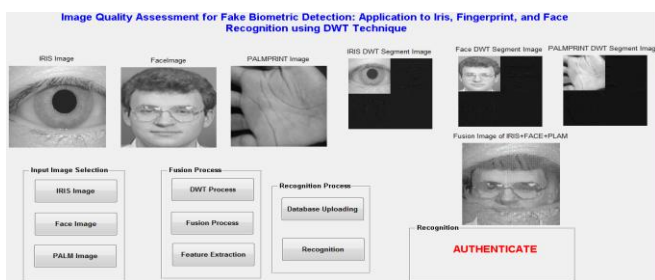 Image Quality Assessment for Fake Biometric Detection: Application to Iris, Fingerprint, and Face
Recognition using DWT Technique
IRIS Image
FaceImage
PALMPRINT Image
IRIS DWT Segment Image
Face DWT Segment Image
PALMPRINT DWT Segment Imag
Fusion Image of IRIS+FACE+PLAM
Input Image Selection
IRIS Image
Face Image
PALM Image
Fusion Process
DWT Process
Fusion Process
Feature Extraction
Recognition Process
Database Uploading
Recognition
Recognition
AUTHENTICATE